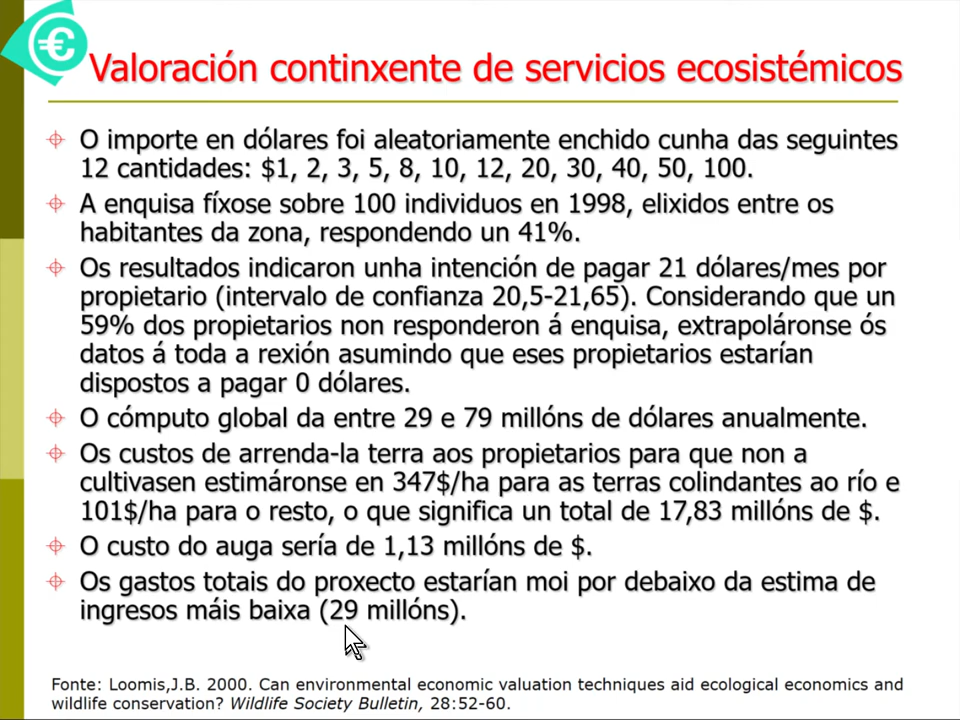 €
Valoración continxente de servicios ecosistémicos
O importe en dólares foi aleatoriamente enchido cunha das seguintes
12 cantidades: $1, 2, 3, 5, 8, 10, 12, 20, 30, 40, 50, 100.
A enquisa fíxose sobre 100 individuos en 1998, elixidos entre os
habitantes da zona, respondendo un 41%.
Os resultados indicaron unha intención de pagar 21 dólares/mes por
propietario (intervalo de confianza 20,5-21,65). Considerando que un
59% dos propietarios non responderon á enquisa, extrapoláronse ós
datos á toda a rexión asumindo que eses propietarios estarían
dispostos a pagar 0 dólares.
O cómputo global da entre 29 e 79 millóns de dólares anualmente.
Os custos de arrenda-la terra aos propietarios para que non a
cultivasen estimáronse en 347$/ha para as terras colindantes ao río e
101$/ha para o resto, o que significa un total de 17,83 millóns de $.
O custo do auga sería de 1,13 millóns de $.
Os gastos totais do proxecto estarían moi por debaixo da estima de
ingresos máis baixa (29 millóns).
Fonte: Loomis,J.B. 2000. Can environmental economic valuation techniques aid ecological economics and
wildlife conservation? Wildlife Society Bulletin, 28:52-60.